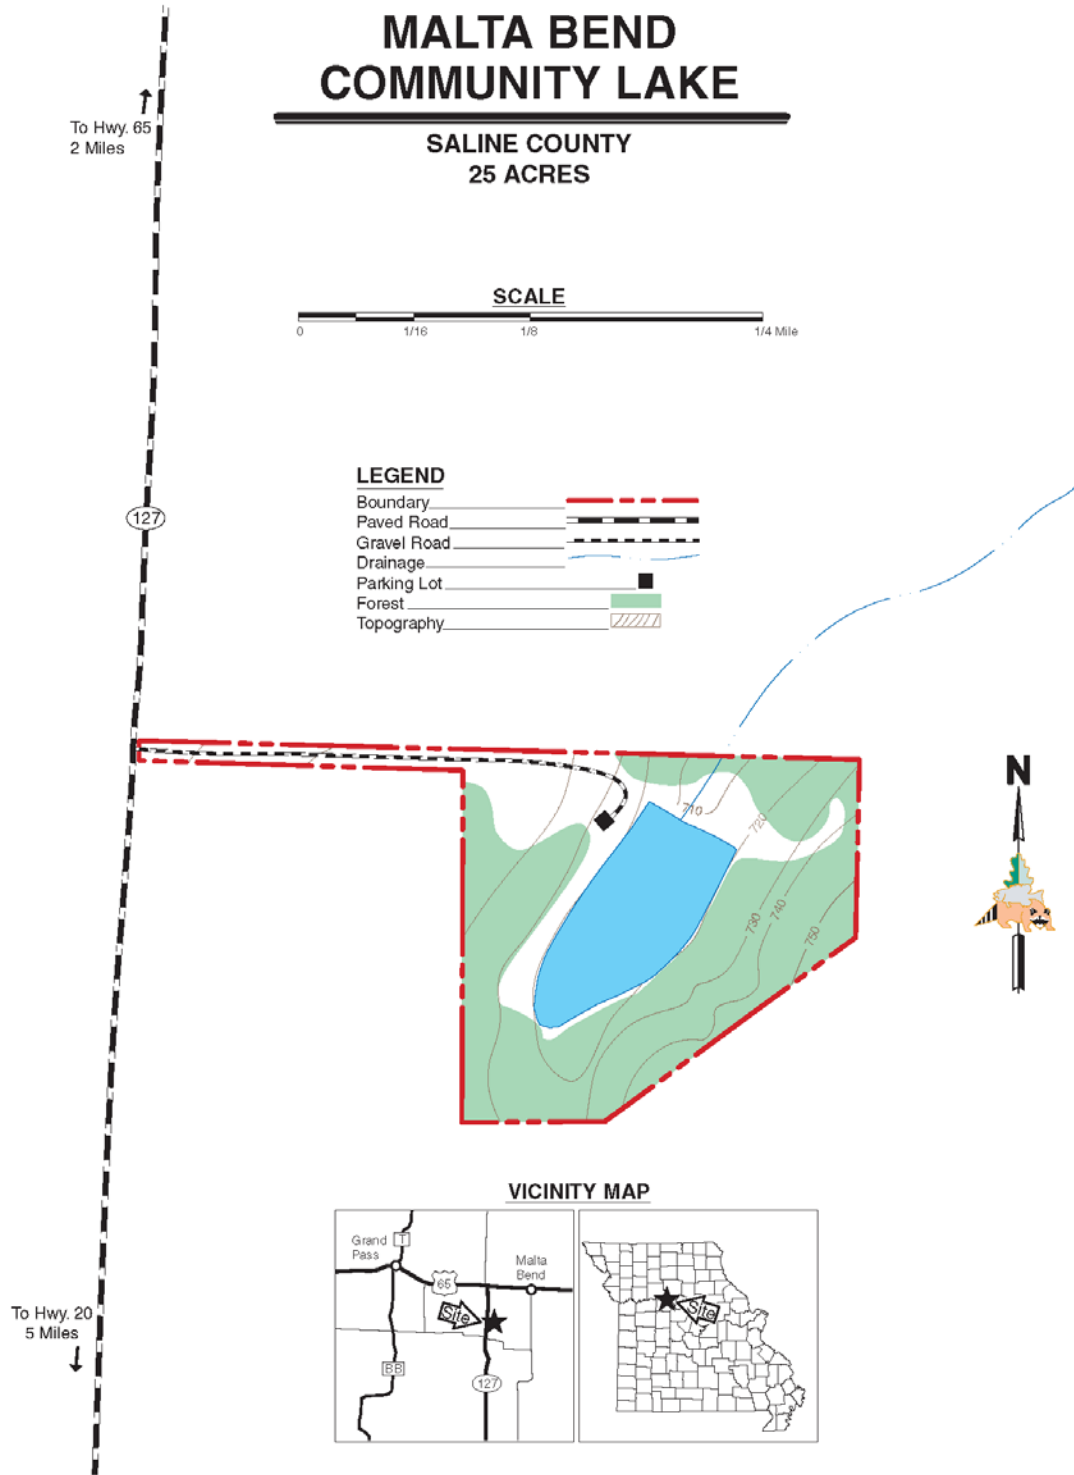 MALTA BEND
COMMUNITY LAKE
SALINE COUNTY
25 ACRES
To Hwy. 65
2 Miles
SCALE
0 1/16 1/8 1/4 Mile
LEGEND
Boundary
Paved Road
Gravel Road
Drainage
Parking Lot
Forest
Topography
127
710
720
730
740
750
N
VICINITY MAP
Grand
Pass
T
65
Malta
Bend
Site
BB
127
Site
To Hwy. 20
5 Miles